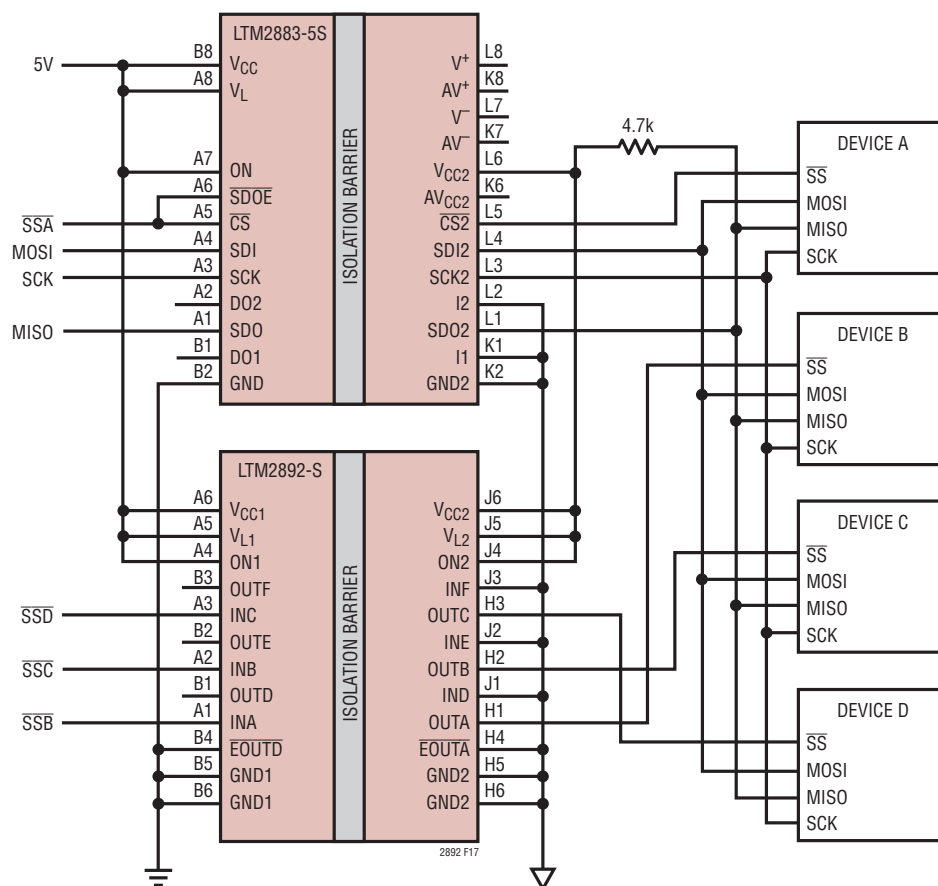 LTM2883-5S
5V
B8
VCC
A8
VL
A7
ON
A6
SDOE
SSA
A5
CS
MOSI
A4
SDI
SCK
A3
SCK
A2
DO2
MISO
A1
SDO
B1
DO1
B2
GND
ISOLATION BARRIER
V+
L8
AV+
K8
V−
L7
AV−
K7
VCC2
L6
AVCC2
K6
CS2
L5
SDI2
L4
SCK2
L3
I2
L2
SDO2
L1
I1
K1
GND2
K2
4.7k
DEVICE A
SS
MOSI
MISO
SCK
DEVICE B
SS
MOSI
MISO
SCK
LTM2892-S
A6
VCC1
A5
VL1
A4
ON1
B3
OUTF
SSD
A3
INC
B2
OUTE
SSC
A2
INB
B1
OUTD
SSB
A1
INA
B4
EOUTD
B5
GND1
B6
GND1
ISOLATION BARRIER
VCC2
J6
VL2
J5
ON2
J4
INF
J3
OUTC
H3
INE
J2
OUTB
H2
IND
J1
OUTA
H1
EOUTA
H4
GND2
H5
GND2
H6
DEVICE C
SS
MOSI
MISO
SCK
DEVICE D
SS
MOSI
MISO
SCK
2892 F17